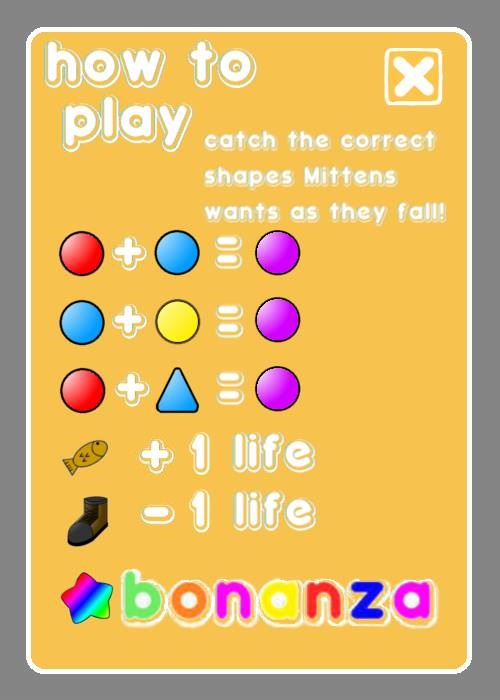 how to
play
catch the correct
shapes Mittens
wants as they fall!
+ =
+ =
+ =
+ 1 life
- 1 life
bonanza